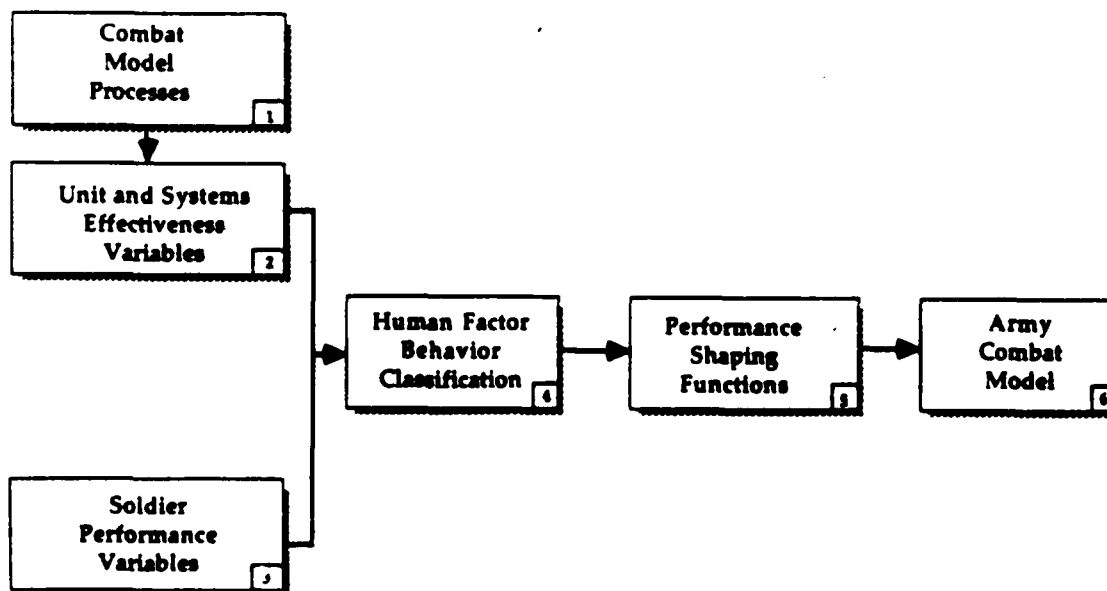 Combat
Model
Processes
1
Unit and Systems
Effectiveness
Variables
2
Human Factor
Behavior
Classification
4
Performance
Shaping
Functions
5
Army
Combat
Model
6
Soldier
Performance
Variables
3